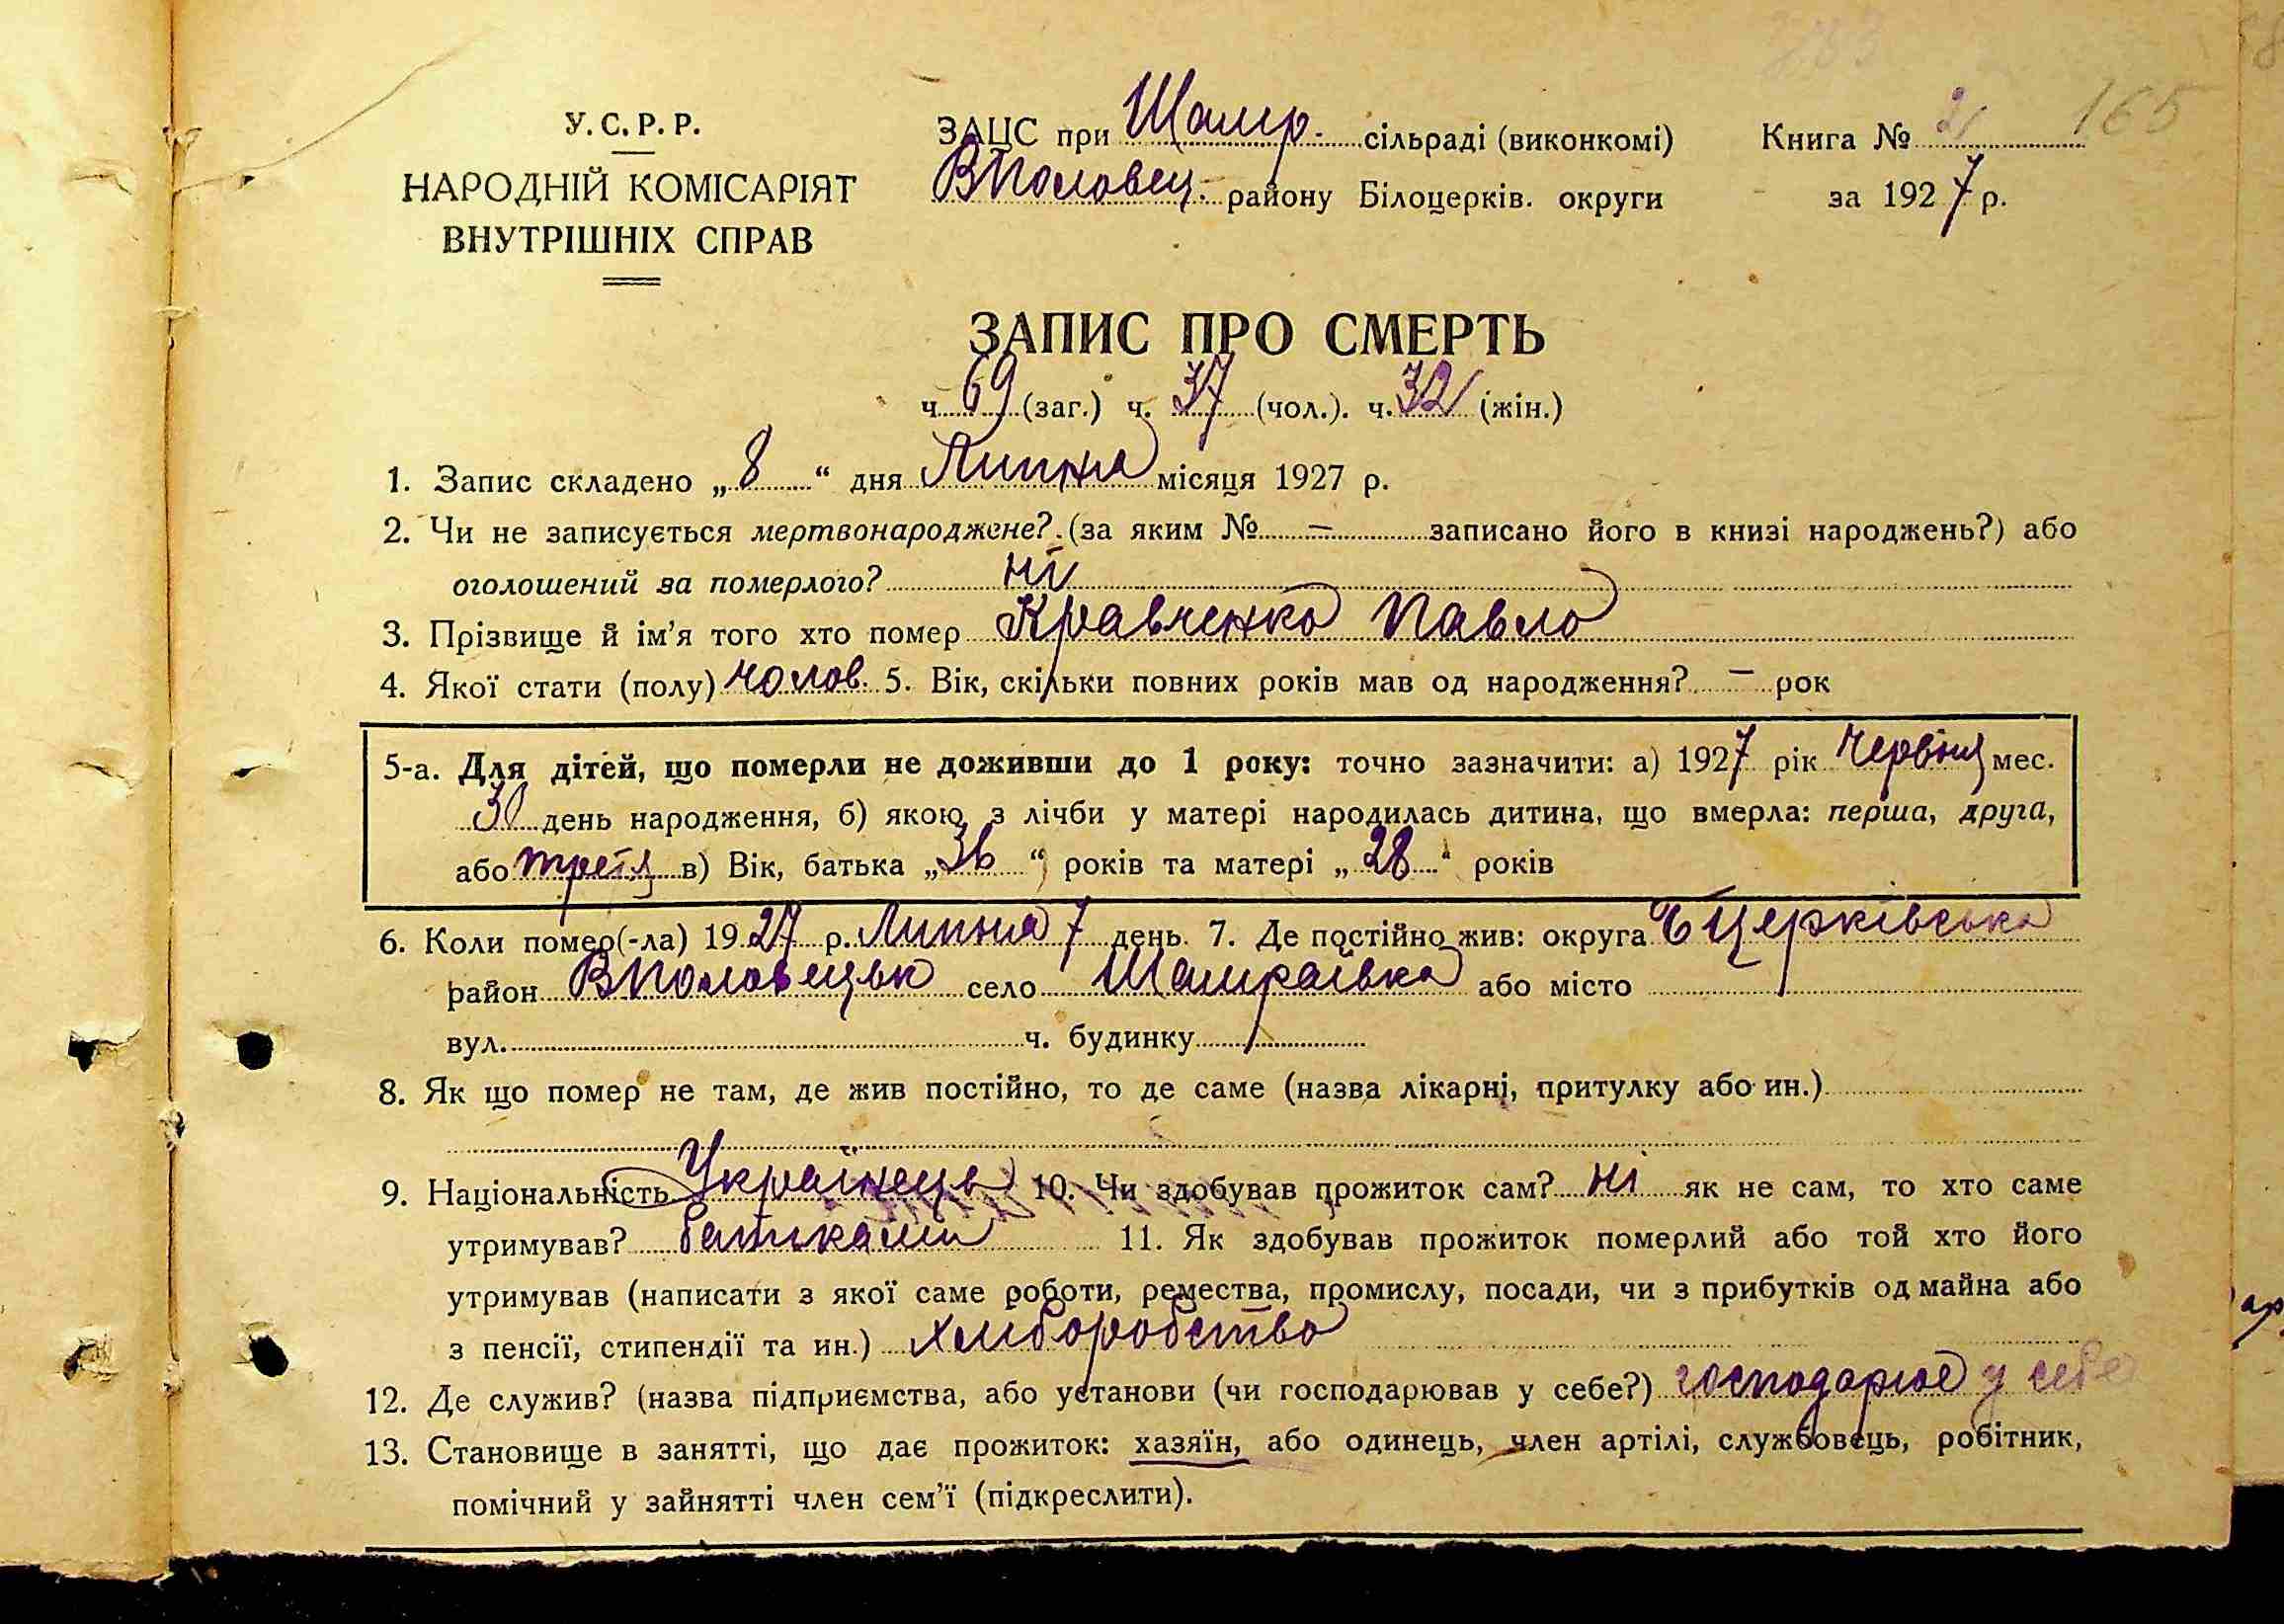 165
У.С.Р.Р.
НАРОДНІЙ КОМІСАРІЯТ
ВНУТРІШНІХ СПРАВ
ЗАЦС при Шамр. сільраді (виконкомі)
ВПоловец. району Білоцерків. округи
Книга № 2
за 1927 р.
ЗАПИС ПРО СМЕРТЬ
ч. 69 (заг.) ч. 37 (чол.). ч. 32 (жін.)
1. Запис складено „8“ дня Липня місяця 1927 р.
2. Чи не записується мертвонароджене? (за яким № — записано його в книзі народжень?) або
оголошений за померлого? ні
3. Прізвище й ім’я того хто помер Кравченко Павло
4. Якої стати (полу) чолов. 5. Вік, скільки повних років мав од народження? — рок
5-а. Для дітей, що померли не доживши до 1 року: точно зазначити: а) 1927 рік Червня мес.
30 день народження, б) якою з лічби у матері народилась дитина, що вмерла: перша, друга,
або третя в) Вік, батька „36“ років та матері „28“ років
6. Коли помер(-ла) 1927 р. Липня 7 день. 7. Де постійно жив: округа БЦерківська
район ВПоловецьк село Шамраївка або місто
вул. ч. будинку
8. Як що помер не там, де жив постійно, то де саме (назва лікарні, притулку або ин.)
9. Національність Українець 10. Чи здобував прожиток сам? ні як не сам, то хто саме
утримував? батьками 11. Як здобував прожиток померлий або той хто його
утримував (написати з якої саме роботи, ремества, промислу, посади, чи з прибутків од майна або
з пенсії, стипендії та ин.) хліборобство
12. Де служив? (назва підприємства, або установи (чи господарював у себе?) господарює у себе
13. Становище в занятті, що дає прожиток: хазяїн, або одинець, член артілі, службовець, робітник,
помічний у зайнятті член сем’ї (підкреслити).